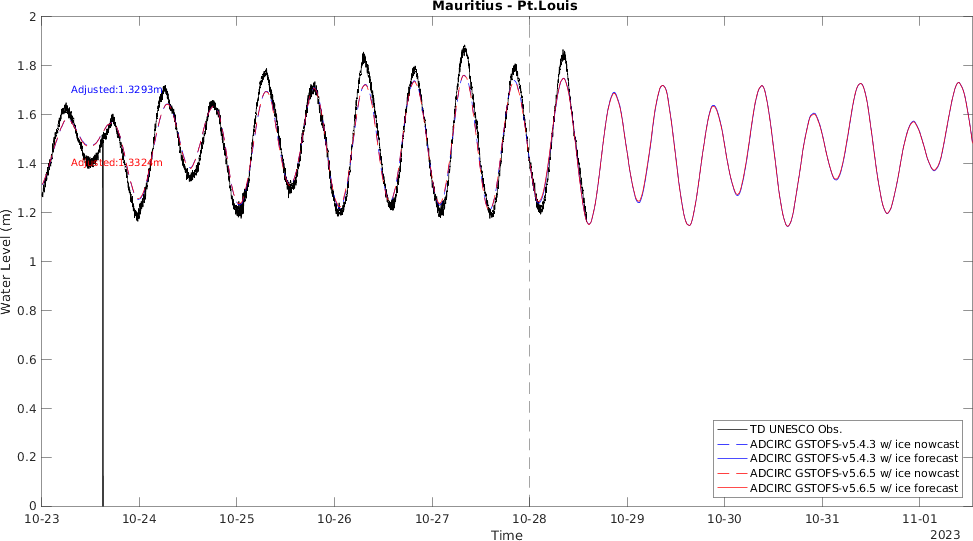 Mauritius - Pt.Louis
2
1.8
1.6
1.4
1.2
1
0.8
0.6
0.4
0.2
0
Water Level (m)
Adjusted:1.3293m
Adjusted:1.3324m
TD UNESCO Obs.
ADCIRC GSTOFS-v5.4.3 w/ ice nowcast
ADCIRC GSTOFS-v5.4.3 w/ ice forecast
ADCIRC GSTOFS-v5.6.5 w/ ice nowcast
ADCIRC GSTOFS-v5.6.5 w/ ice forecast
10-23 10-24 10-25 10-26 10-27 10-28 10-29 10-30 10-31 11-01
Time
2023